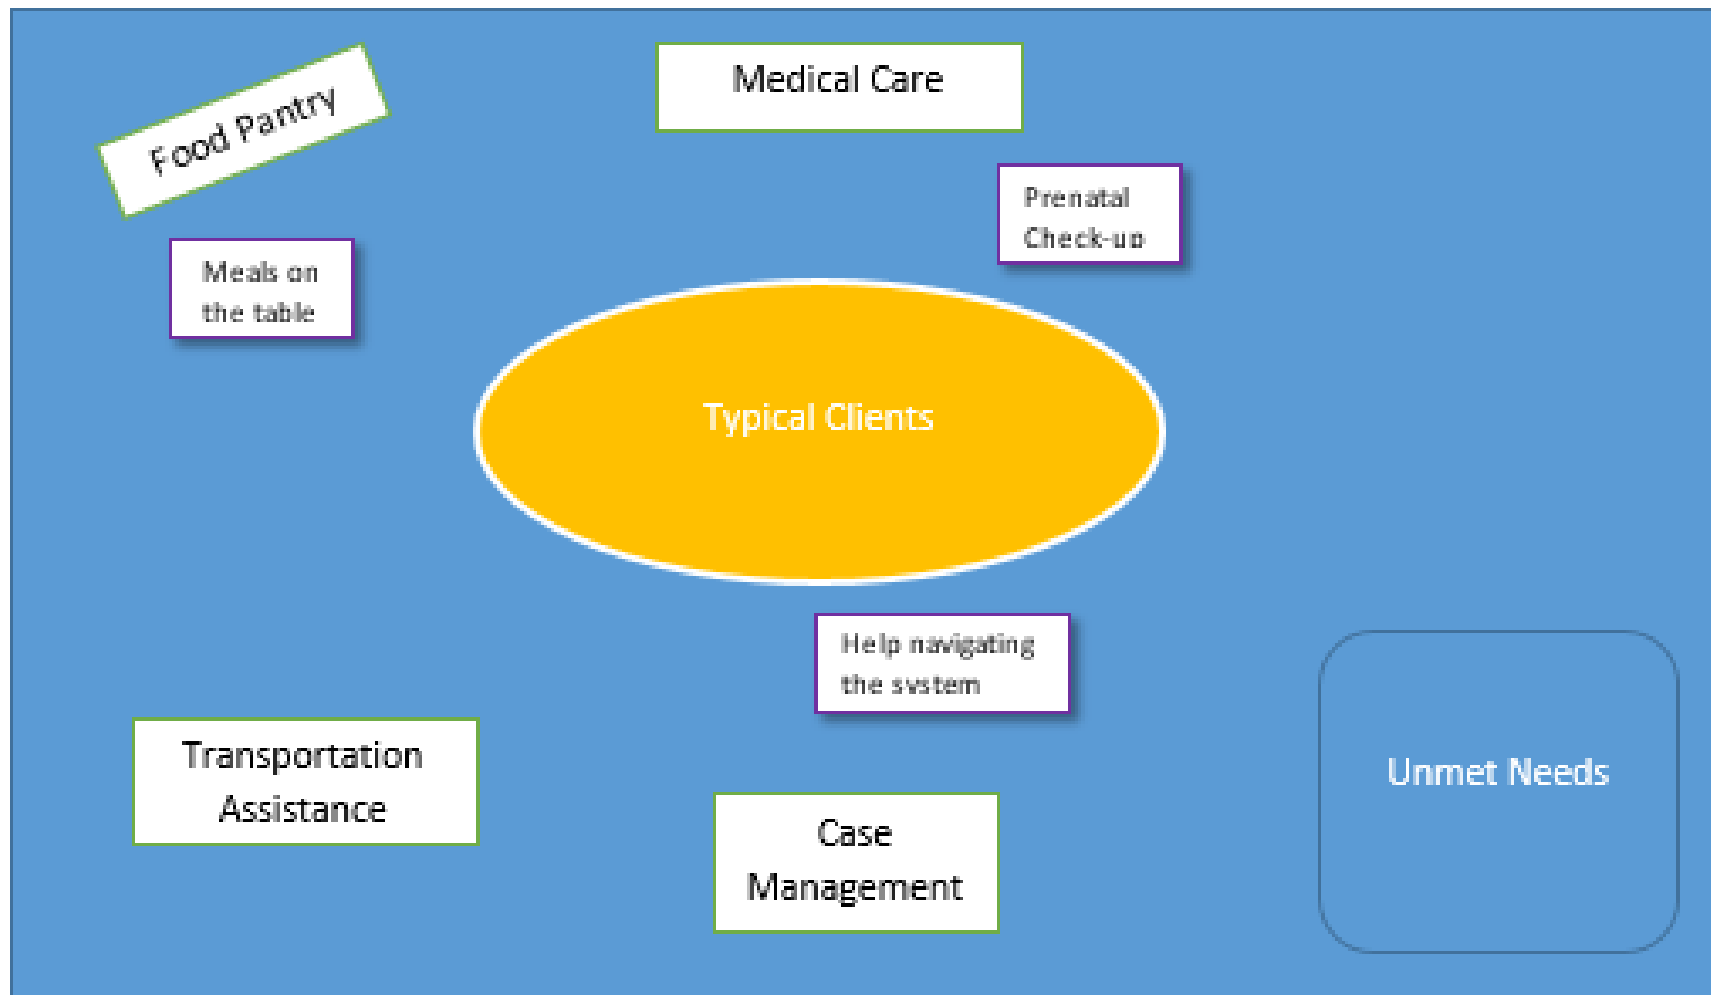 Food Pantry
Medical Care
Prenatal
Check-up
Meals on
the table
Typical Clients
Help navigating
the system
Transportation
Assistance
Unmet Needs
Case
Management